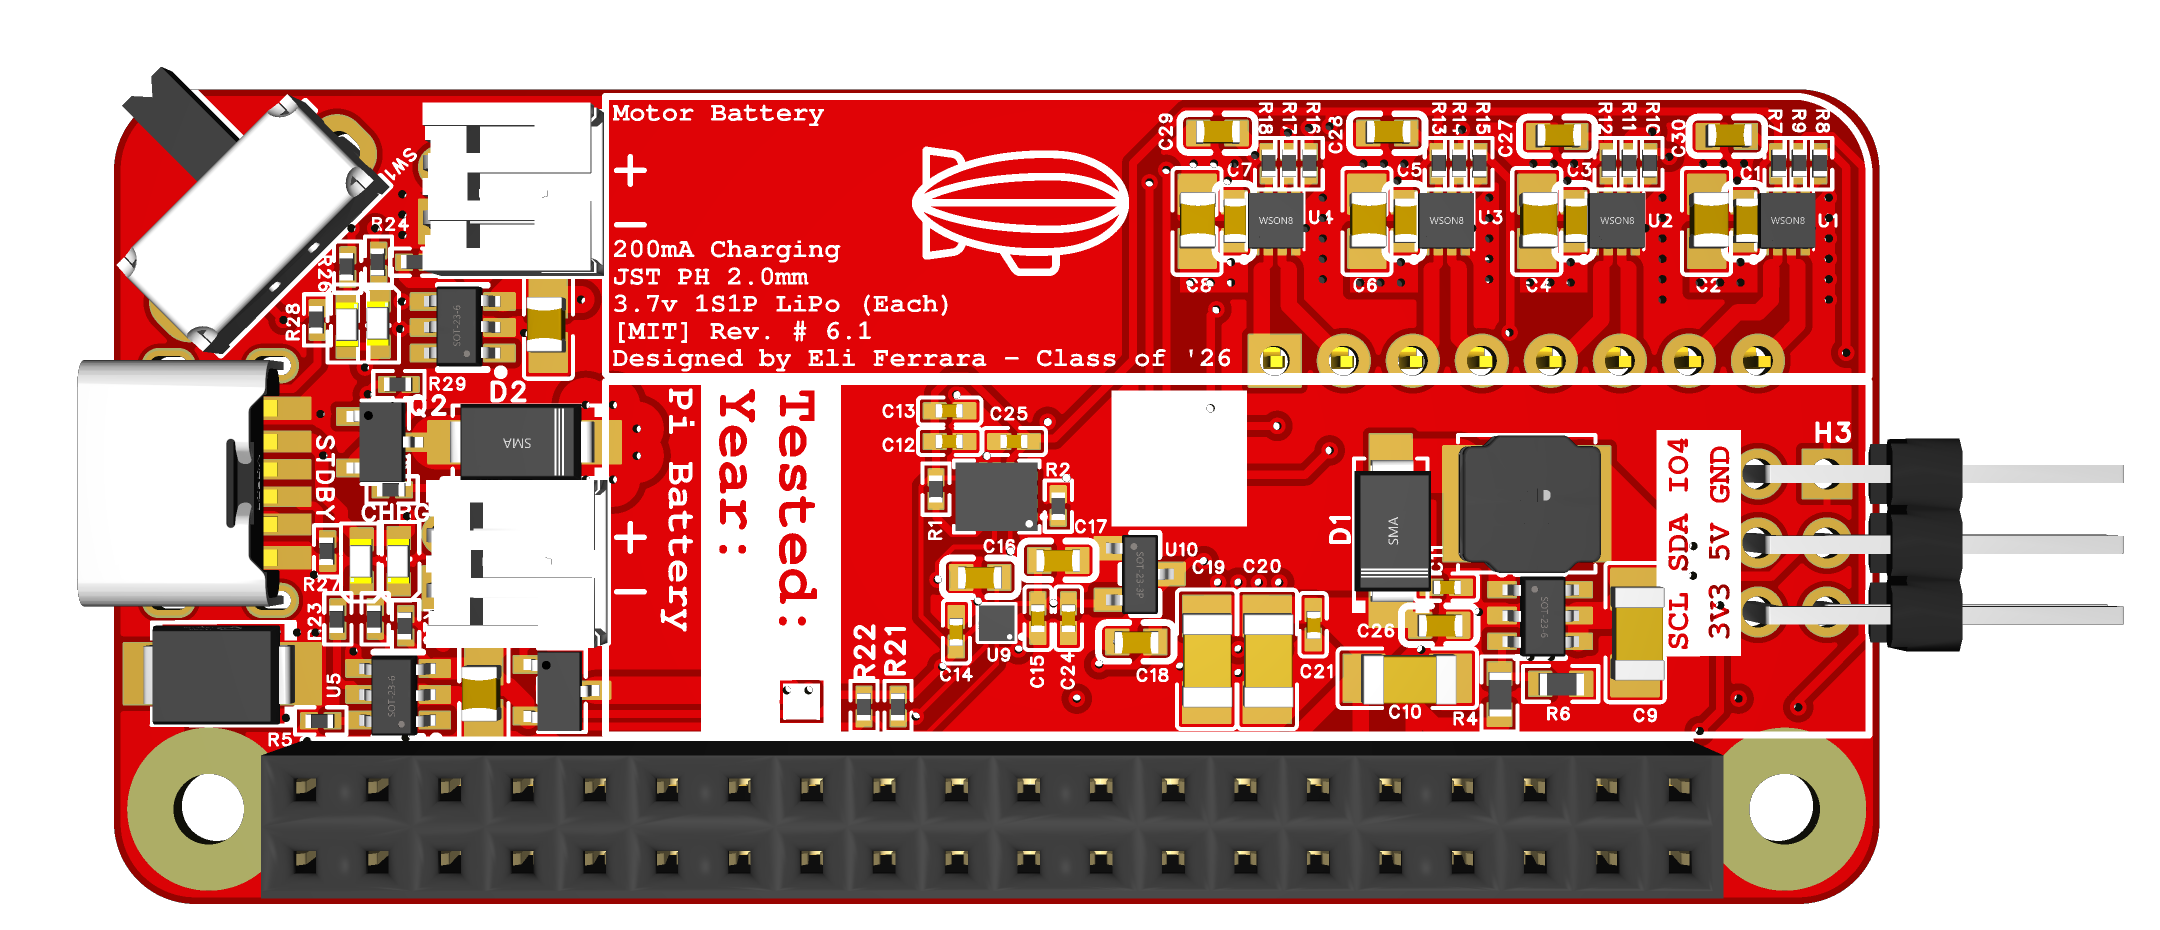 Motor Battery
+
−
200mA Charging
JST PH 2.0mm
3.7v 1S1P LiPo (Each)
[MIT] Rev. # 6.1
Designed by Eli Ferrara - Class of '26
Pi Battery
+
−
Tested:
Year:
SW1
R24
R26
R28
R29
Q2
D2
STDBY
CHRG
R27
R23
U5
R5
C29
R18
R17
R16
C28
R13
R14
R15
C27
R12
R11
R10
C30
R7
R9
R8
C7
C5
C3
C1
WSON8
U4
WSON8
U3
WSON8
U2
WSON8
U1
C8
C6
C4
C2
C13
C25
C12
R2
R1
C17
C16
U10
C19
C20
C14
U9
C15
C24
C18
C21
R22
R21
D1
C11
C26
C10
R4
R6
C9
H3
SCL SDA IO4
3V3 5V GND
SMA
SMA
SOT-23-6
SOT-23-6
SOT-23-6
SOT-23-3P